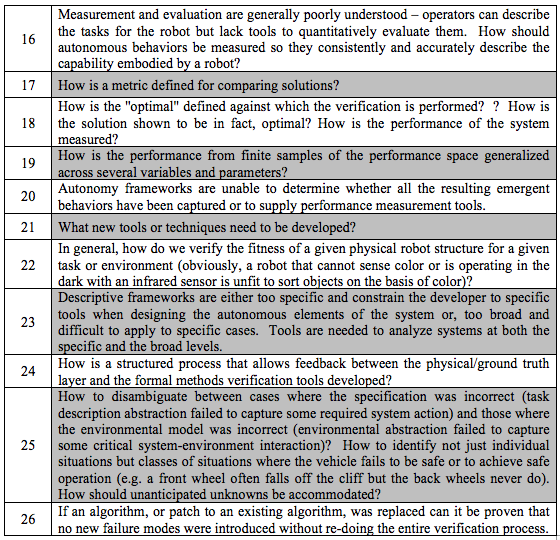 Measurement and evaluation are generally poorly understood – operators can describe
the tasks for the robot but lack tools to quantitatively evaluate them. How should
16
autonomous behaviors be measured so they consistently and accurately describe the
capability embodied by a robot?
17 How is a metric defined for comparing solutions?
How is the "optimal" defined against which the verification is performed? ? How is
18 the solution shown to be in fact, optimal? How is the performance of the system
measured?
19 How is the performance from finite samples of the performance space generalized
across several variables and parameters?
20 Autonomy frameworks are unable to determine whether all the resulting emergent
behaviors have been captured or to supply performance measurement tools.
21 What new tools or techniques need to be developed?
In general, how do we verify the fitness of a given physical robot structure for a given
22 task or environment (obviously, a robot that cannot sense color or is operating in the
dark with an infrared sensor is unfit to sort objects on the basis of color)?
Descriptive frameworks are either too specific and constrain the developer to specific
tools when designing the autonomous elements of the system or, too broad and
23
difficult to apply to specific cases. Tools are needed to analyze systems at both the
specific and the broad levels.
24 How is a structured process that allows feedback between the physical/ground truth
layer and the formal methods verification tools developed?
How to disambiguate between cases where the specification was incorrect (task
description abstraction failed to capture some required system action) and those where
the environmental model was incorrect (environmental abstraction failed to capture
25 some critical system-environment interaction)? How to identify not just individual
situations but classes of situations where the vehicle fails to be safe or to achieve safe
operation (e.g. a front wheel often falls off the cliff but the back wheels never do).
How should unanticipated unknowns be accommodated?
26 If an algorithm, or patch to an existing algorithm, was replaced can it be proven that
no new failure modes were introduced without re-doing the entire verification process.